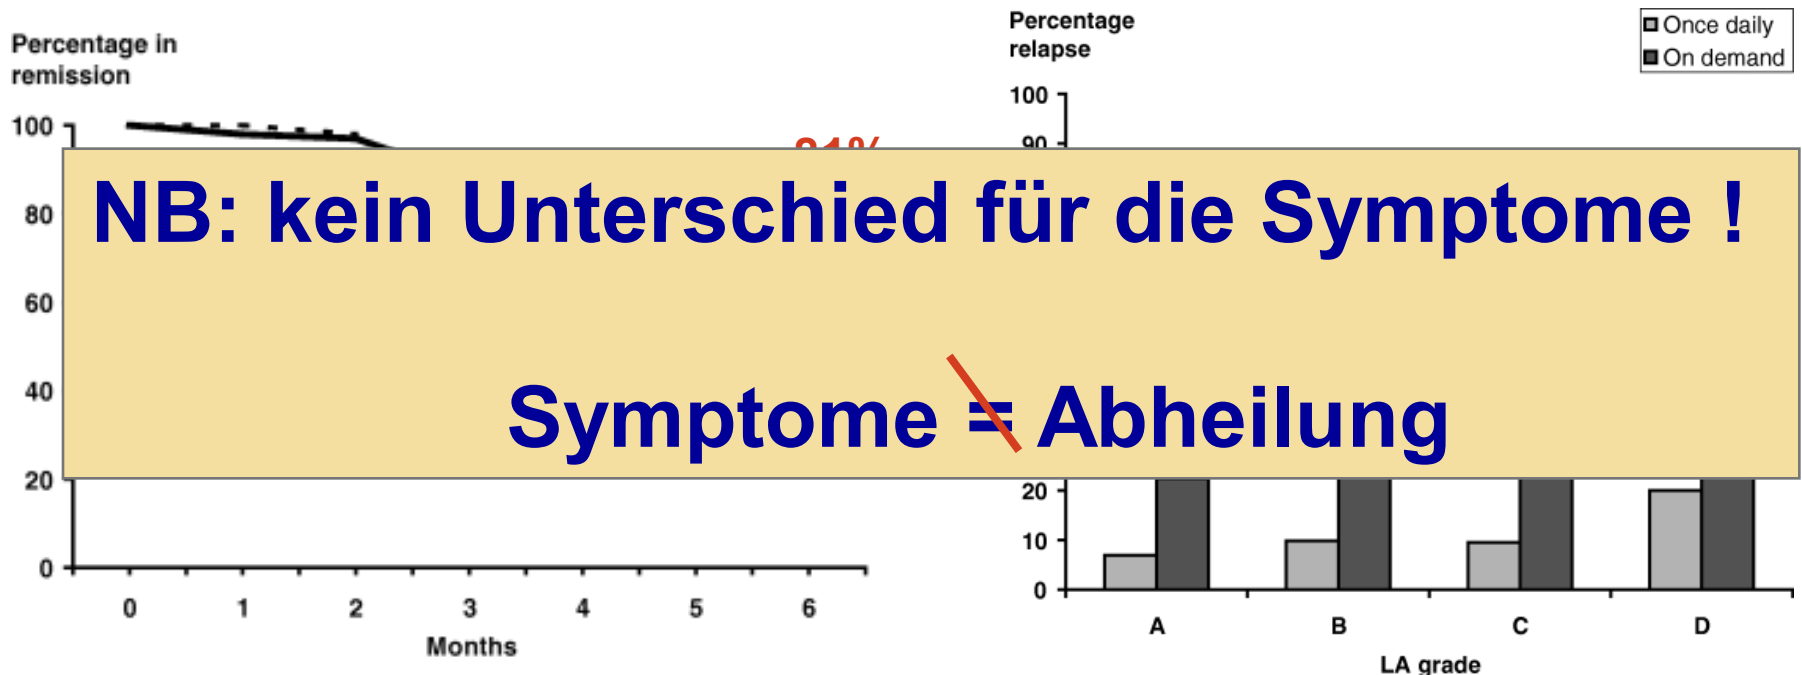 Percentage in
remission
100
80
60
40
20
0
0 1 2 3 4 5 6
Months
NB: kein Unterschied für die Symptome !
Symptome ≠ Abheilung
Percentage
relapse
Once daily
On demand
100
90
20
10
0
A B C D
LA grade